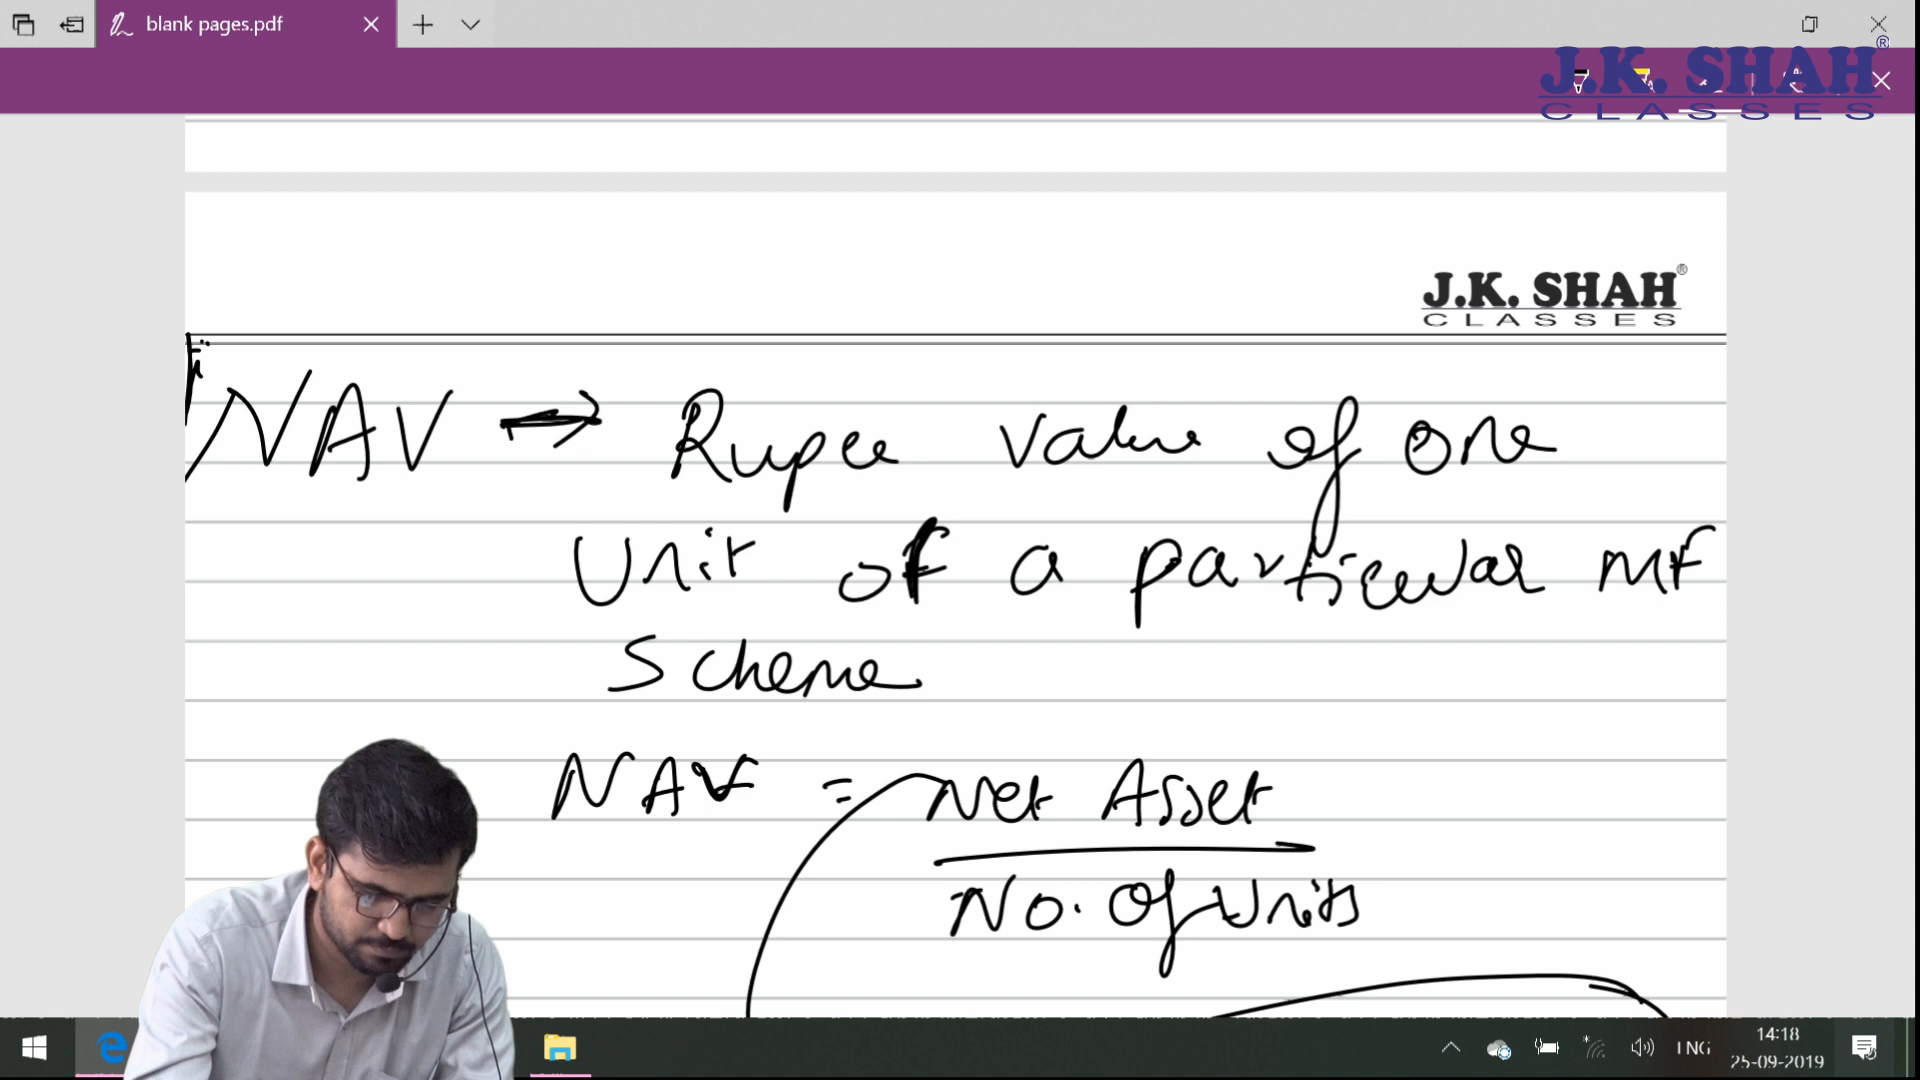 blank pages.pdf
J.K. SHAH®
CLASSES
J.K. SHAH®
CLASSES
NAV → Rupee value of one
Unit of a particular MF
Scheme
NAV = Net Asset
No. Of Units
ENG
14:18
25-09-2019